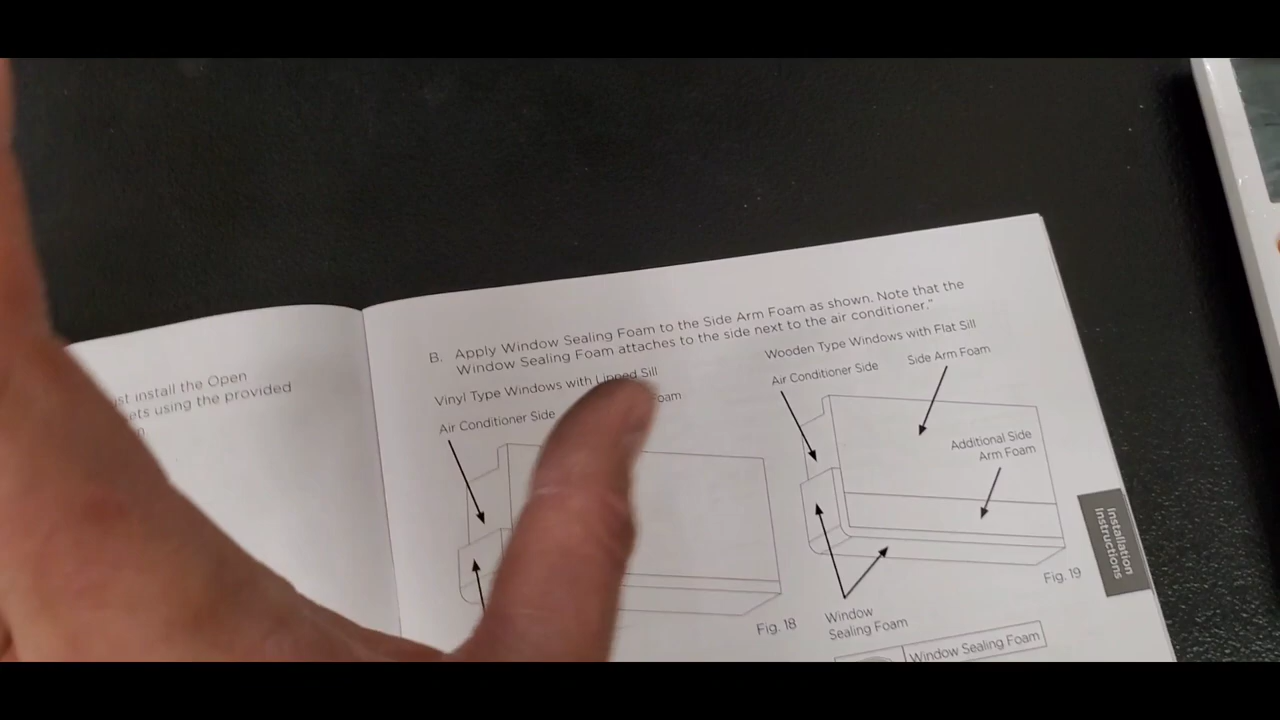 install the Open
using the provided
B. Apply Window Sealing Foam to the Side Arm Foam as shown. Note that the
Window Sealing Foam attaches to the side next to the air conditioner."
Vinyl Type Windows with Lipped Sill
Air Conditioner Side
Foam
Fig. 18
Wooden Type Windows with Flat Sill
Air Conditioner Side
Side Arm Foam
Additional Side
Arm Foam
Fig. 19
Window
Sealing Foam
Window Sealing Foam
Installation
Instructions